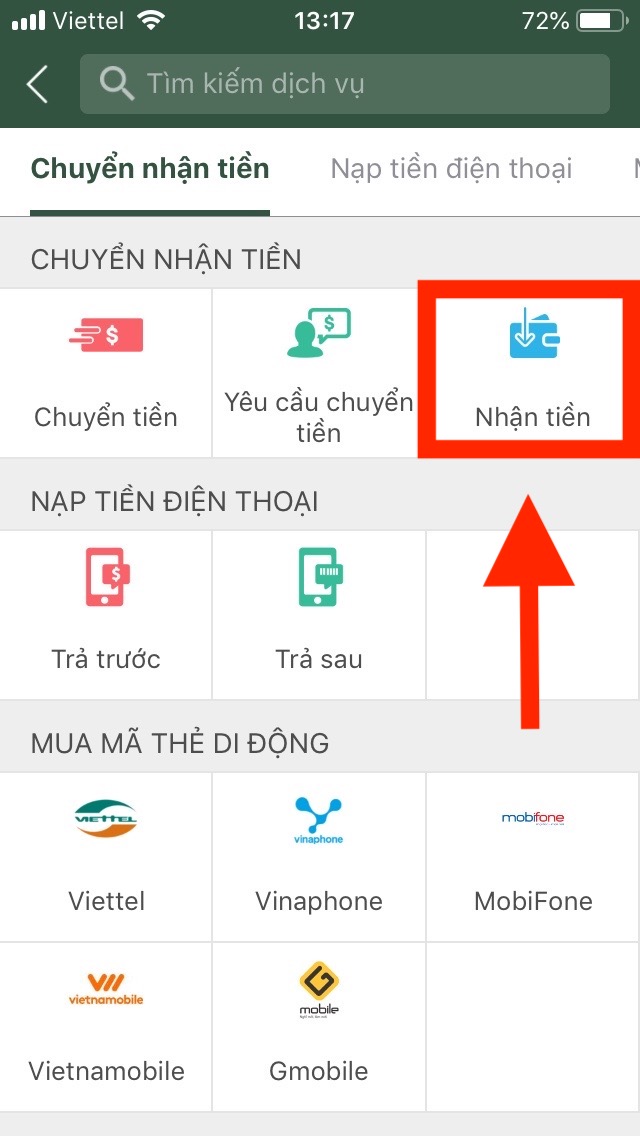 Viettel 13:17 72%
Tìm kiếm dịch vụ
Chuyển nhận tiền Nạp tiền điện thoại
CHUYỂN NHẬN TIỀN
$ $
Chuyển tiền Yêu cầu chuyển tiền Nhận tiền
NẠP TIỀN ĐIỆN THOẠI
$
Trả trước Trả sau
MUA MÃ THẺ DI ĐỘNG
VIETTEL vinaphone mobifone
Viettel Vinaphone MobiFone
vietnamobile mobile
Vietnamobile Gmobile